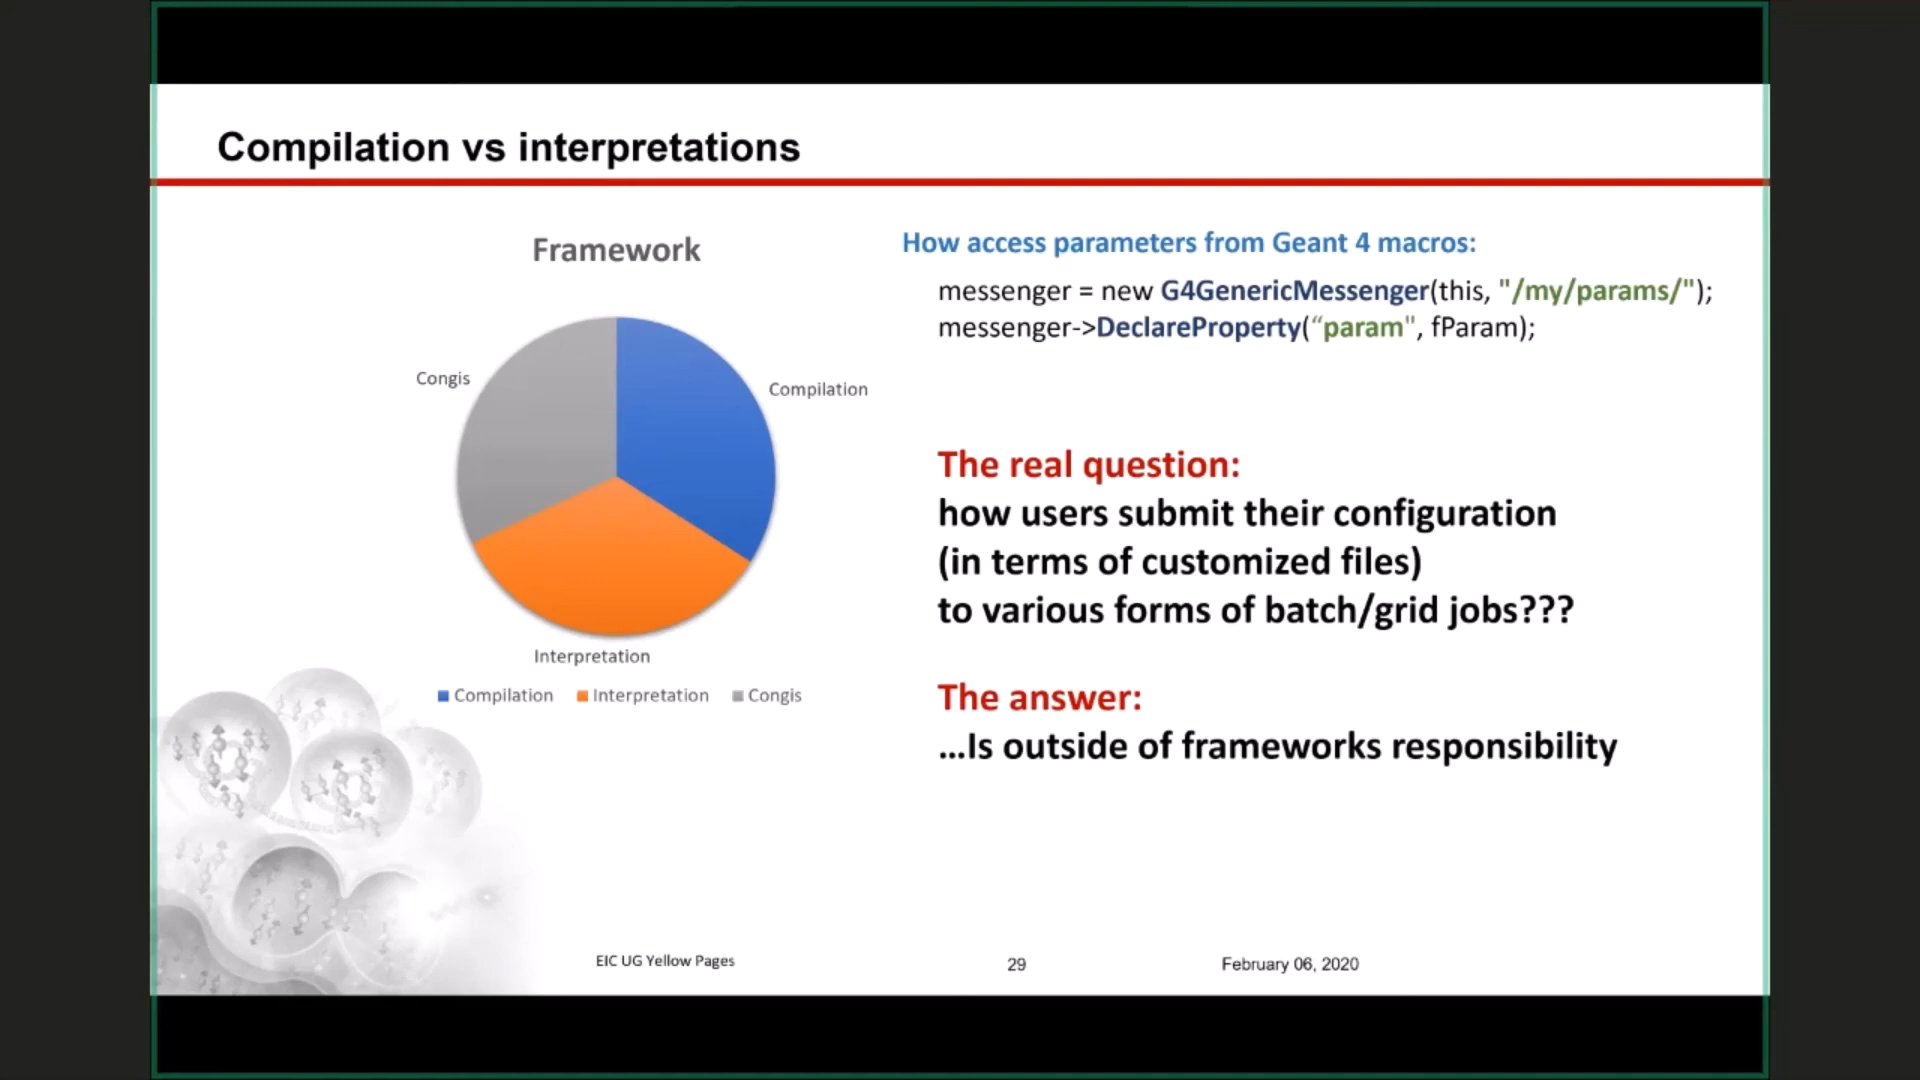 Compilation vs interpretations
Framework
Congis
Compilation
Interpretation
Compilation Interpretation Congis
How access parameters from Geant 4 macros:
messenger = new G4GenericMessenger(this, "/my/params/");
messenger->DeclareProperty(“param", fParam);
The real question:
how users submit their configuration
(in terms of customized files)
to various forms of batch/grid jobs???
The answer:
...Is outside of frameworks responsibility
EIC UG Yellow Pages
29
February 06, 2020